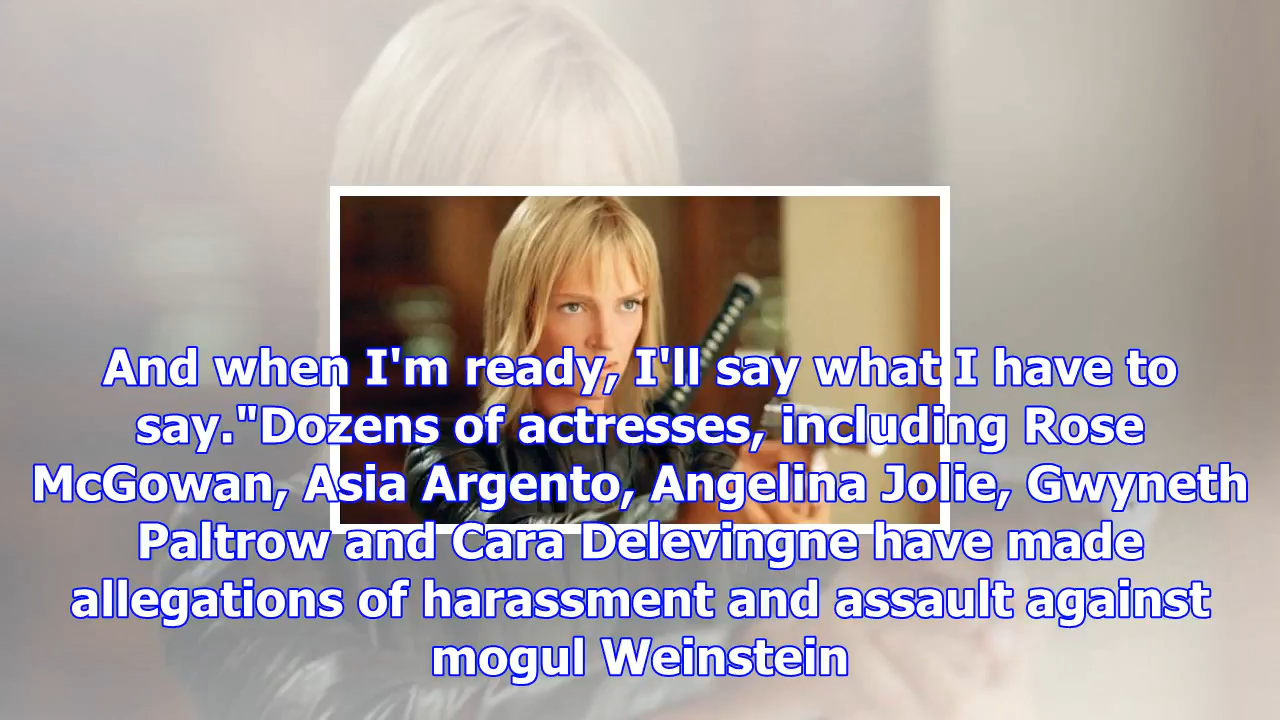 And when I'm ready, I'll say what I have to
say."Dozens of actresses, including Rose
McGowan, Asia Argento, Angelina Jolie, Gwyneth
Paltrow and Cara Delevingne have made
allegations of harassment and assault against
mogul Weinstein